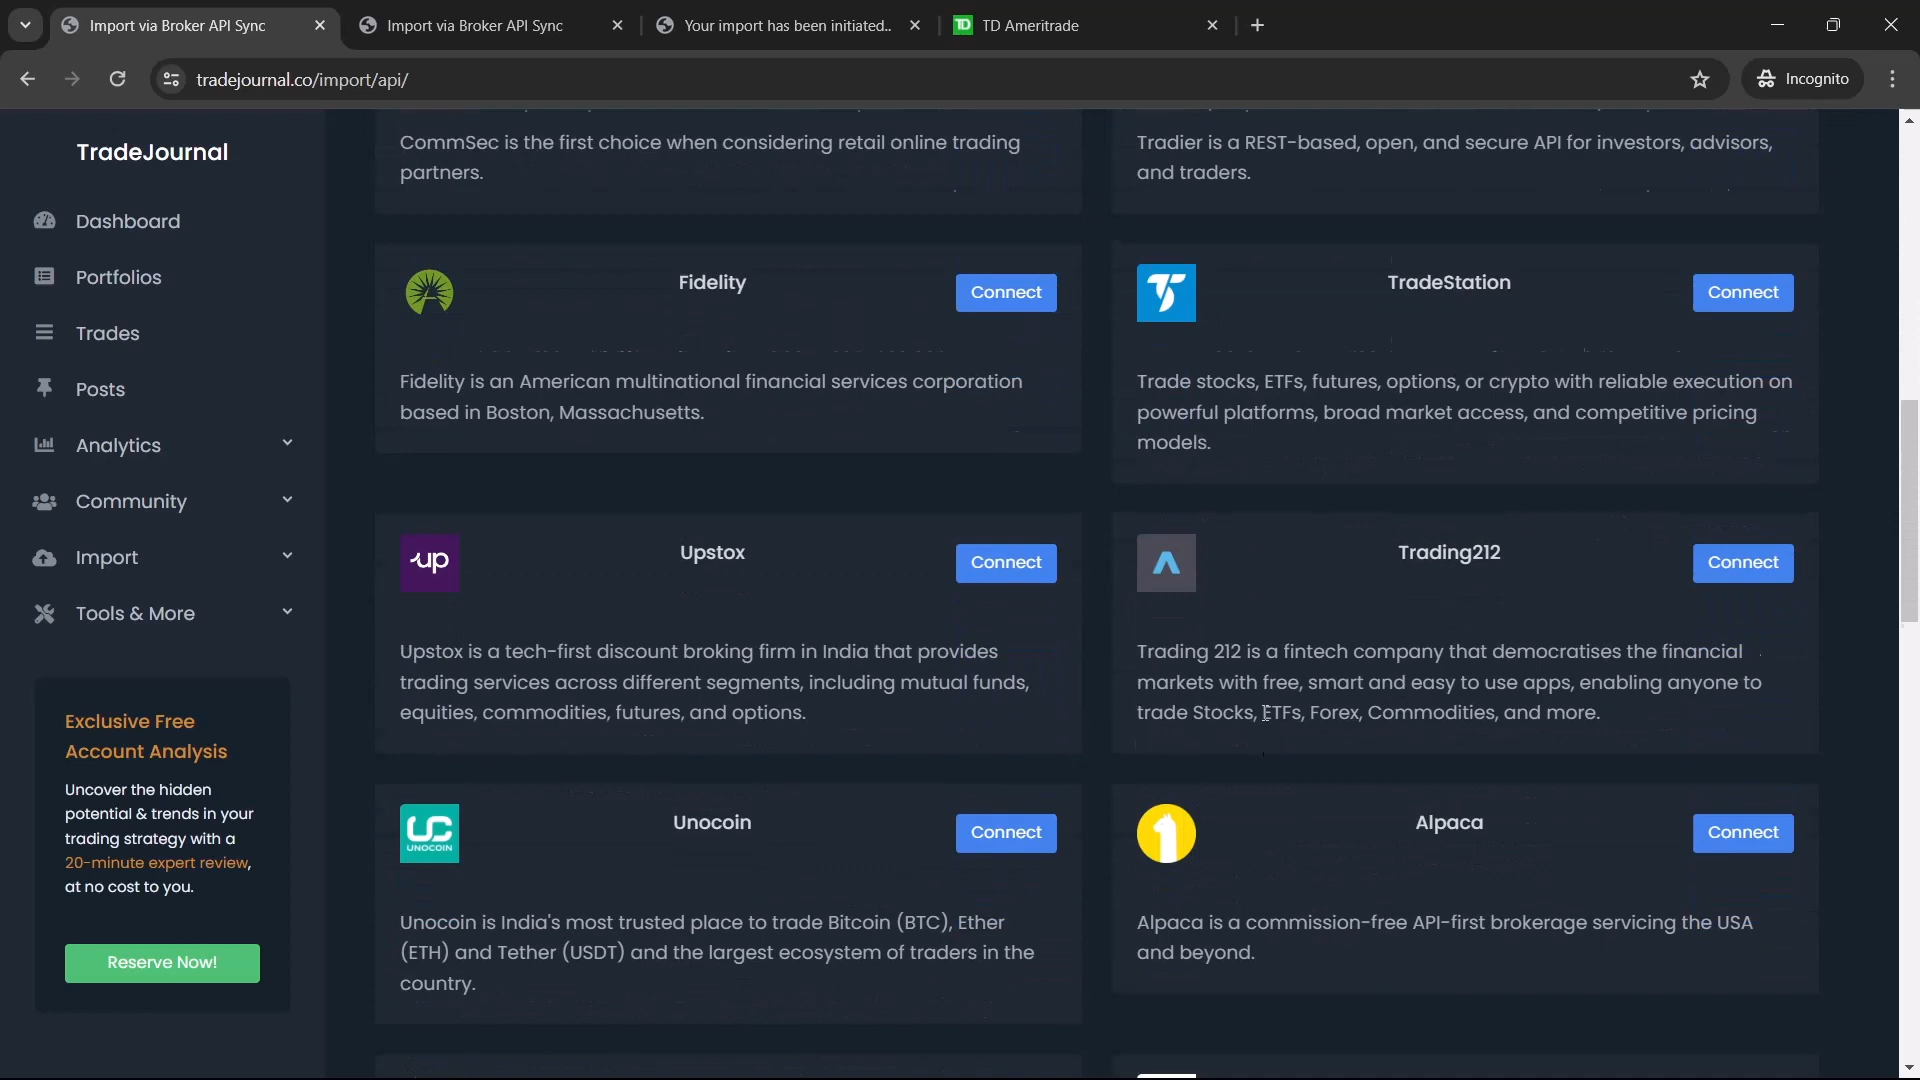 Import via Broker API Sync
Import via Broker API Sync
Your import has been initiated..
TD Ameritrade
tradejournal.co/import/api/
Incognito
TradeJournal
Dashboard
Portfolios
Trades
Posts
Analytics
Community
Import
Tools & More
Exclusive Free
Account Analysis
Uncover the hidden
potential & trends in your
trading strategy with a
20-minute expert review,
at no cost to you.
Reserve Now!
CommSec is the first choice when considering retail online trading
partners.
Tradier is a REST-based, open, and secure API for investors, advisors,
and traders.
Fidelity
Connect
Fidelity is an American multinational financial services corporation
based in Boston, Massachusetts.
TradeStation
Connect
Trade stocks, ETFs, futures, options, or crypto with reliable execution on
powerful platforms, broad market access, and competitive pricing
models.
up
Upstox
Connect
Upstox is a tech-first discount broking firm in India that provides
trading services across different segments, including mutual funds,
equities, commodities, futures, and options.
Trading212
Connect
Trading 212 is a fintech company that democratises the financial
markets with free, smart and easy to use apps, enabling anyone to
trade Stocks, ETFs, Forex, Commodities, and more.
UNOCOIN
Unocoin
Connect
Unocoin is India's most trusted place to trade Bitcoin (BTC), Ether
(ETH) and Tether (USDT) and the largest ecosystem of traders in the
country.
Alpaca
Connect
Alpaca is a commission-free API-first brokerage servicing the USA
and beyond.